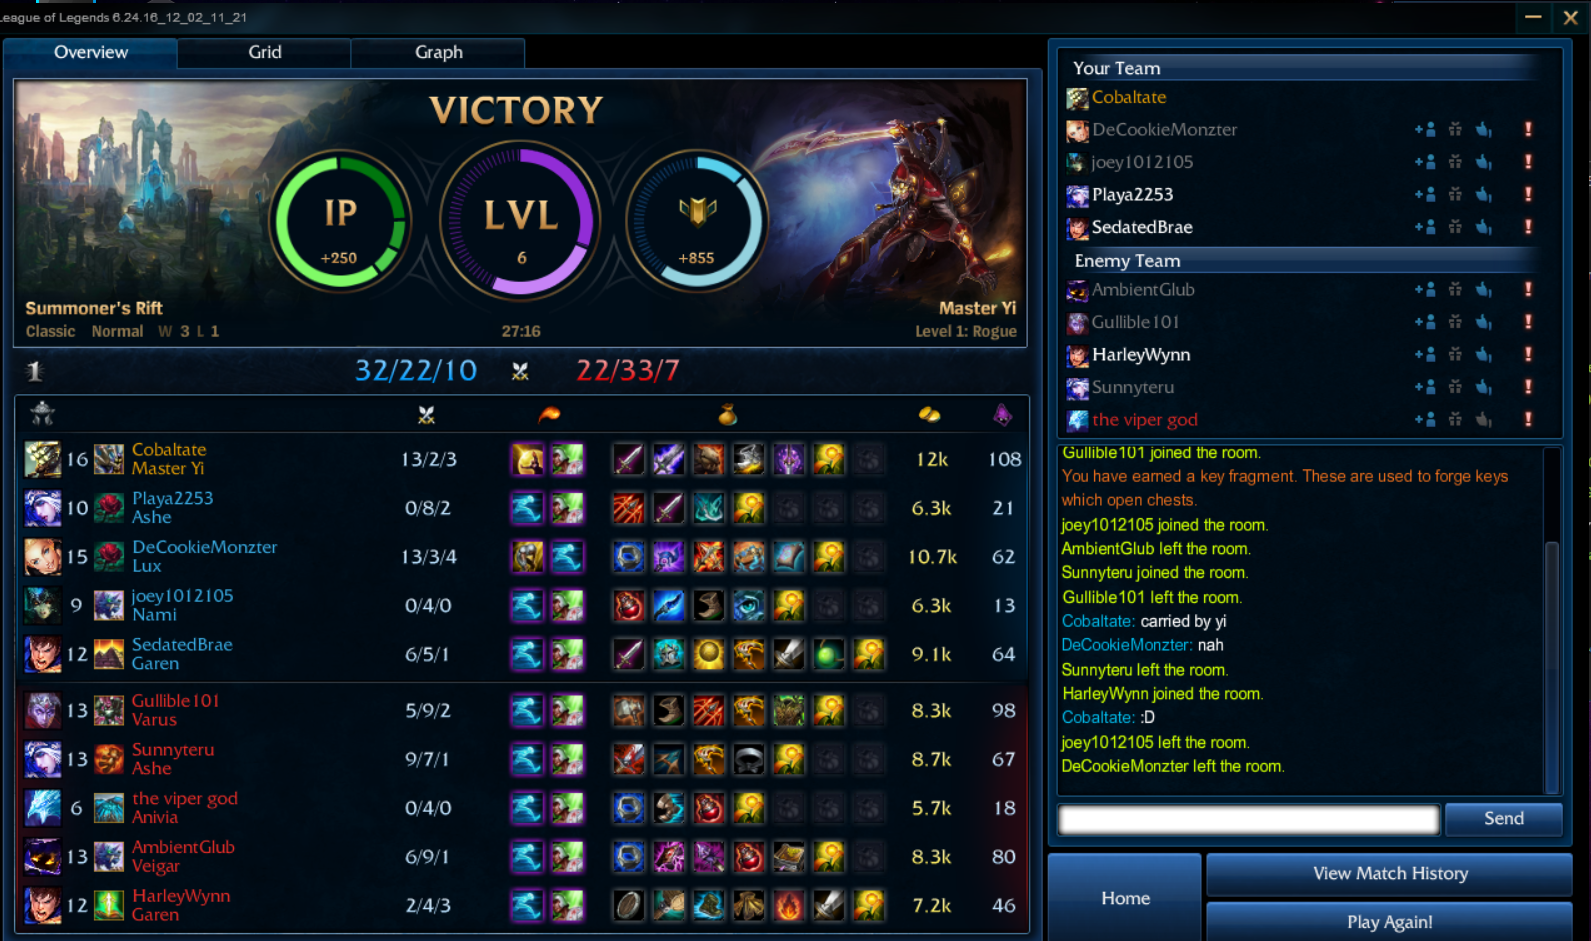 League of Legends 6.24.16_12_02_11_21
Overview
Grid
Graph
VICTORY
IP
+250
LVL
6
+855
Summoner's Rift
Classic Normal W 3 L 1
27:16
Master Yi
Level 1: Rogue
1
32/22/10
22/33/7
16 Cobaltate Master Yi 13/2/3 12k 108
10 Playa2253 Ashe 0/8/2 6.3k 21
15 DeCookieMonzter Lux 13/3/4 10.7k 62
9 joey1012105 Nami 0/4/0 6.3k 13
12 SedatedBrae Garen 6/5/1 9.1k 64
13 Gullible101 Varus 5/9/2 8.3k 98
13 Sunnyteru Ashe 9/7/1 8.7k 67
6 the viper god Anivia 0/4/0 5.7k 18
13 AmbientGlub Veigar 6/9/1 8.3k 80
12 HarleyWynn Garen 2/4/3 7.2k 46
Your Team
Cobaltate
DeCookieMonzter
joey1012105
Playa2253
SedatedBrae
Enemy Team
AmbientGlub
Gullible101
HarleyWynn
Sunnyteru
the viper god
Gullible101 joined the room.
You have earned a key fragment. These are used to forge keys
which open chests.
joey1012105 joined the room.
AmbientGlub left the room.
Sunnyteru joined the room.
Gullible101 left the room.
Cobaltate: carried by yi
DeCookieMonzter: nah
Sunnyteru left the room.
HarleyWynn joined the room.
Cobaltate: :D
joey1012105 left the room.
DeCookieMonzter left the room.
Send
Home
View Match History
Play Again!